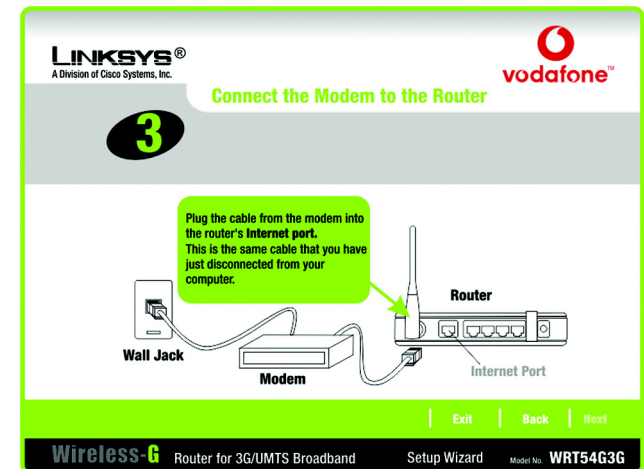 LINKSYS®
A Division of Cisco Systems, Inc.
vodafone™
Connect the Modem to the Router
3
Plug the cable from the modem into
the router's Internet port.
This is the same cable that you have
just disconnected from your
computer.
Router
Wall Jack
Modem
Internet Port
Exit
Back
Next
Wireless-G Router for 3G/UMTS Broadband Setup Wizard Model No. WRT54G3G